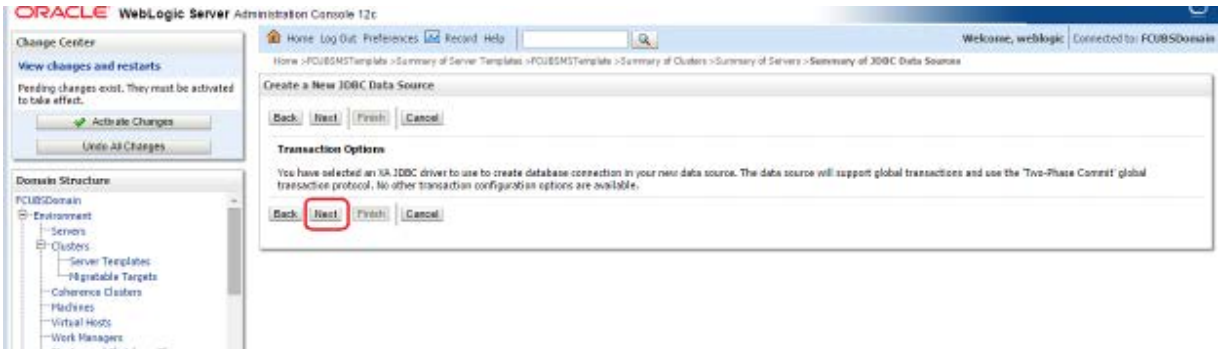 ORACLE WebLogic Server Administration Console 12c
Change Center
View changes and restarts
Pending changes exist. They must be activated
to take effect.
Activate Changes
Undo All Changes
Domain Structure
FCUBSDomain
Environment
Servers
Clusters
Server Templates
Migratable Targets
Coherence Clusters
Machines
Virtual Hosts
Work Managers
Home Log Out Preferences Record Help
Welcome, weblogic Connected to: FCUBSDomain
Home >FCUBSMSTemplate >Summary of Server Templates >FCUBSMSTemplate >Summary of Clusters >Summary of Servers >Summary of JDBC Data Sources
Create a New JDBC Data Source
Back Next Finish Cancel
Transaction Options
You have selected an XA JDBC driver to use to create database connection in your new data source. The data source will support global transactions and use the 'Two-Phase Commit' global
transaction protocol. No other transaction configuration options are available.
Back Next Finish Cancel